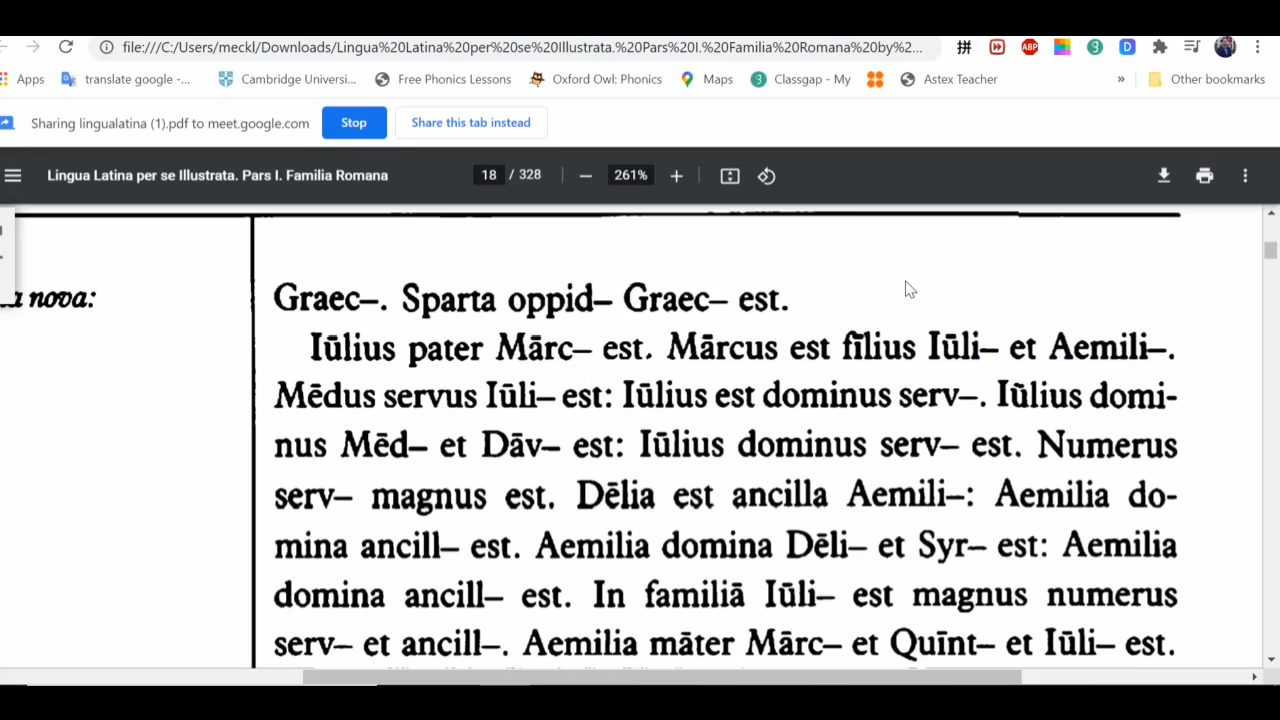 file:///C:/Users/meckl/Downloads/Lingua%20Latina%20per%20se%20Illustrata.%20Pars%20I.%20Familia%20Romana%20by%2...
Apps translate google -... Cambridge Universi... Free Phonics Lessons Oxford Owl: Phonics Maps Classgap - My Astex Teacher » Other bookmarks
Sharing lingualatina (1).pdf to meet.google.com Stop Share this tab instead
Lingua Latina per se Illustrata. Pars I. Familia Romana 18 / 328 261%
nova:
Graec–. Sparta oppid– Graec– est.
Iūlius pater Mārc– est. Mārcus est fīlius Iūli– et Aemili–.
Mēdus servus Iūli– est: Iūlius est dominus serv–. Iūlius domi-
nus Mēd– et Dāv– est: Iūlius dominus serv– est. Numerus
serv– magnus est. Dēlia est ancilla Aemili–: Aemilia do-
mina ancill– est. Aemilia domina Dēli– et Syr– est: Aemilia
domina ancill– est. In familiā Iūli– est magnus numerus
serv– et ancill–. Aemilia māter Mārc– et Quīnt– et Iūli– est.